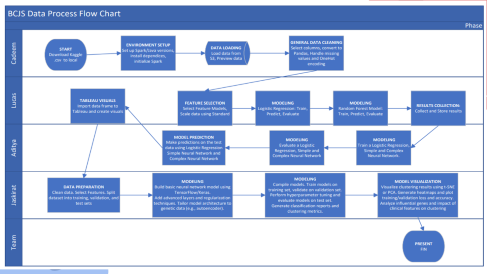 BCJS Data Process Flow Chart
Phase
START
Download Kaggle
.csv to local
ENVIRONMENT SETUP
Set up Spark/Java versions,
install dependencies,
initialize Spark
DATA LOADING
Load data from
S3, Preview data
GENERAL DATA CLEANING
Select columns, convert to
Pandas, Handle missing
values and OneHot
encoding
Lucas
TABLEAU VISUALS
Import data frame to
Tableau and create visuals
FEATURE SELECTION
Select Feature Models,
Scale data using Standard
MODELING
Logistic Regression: Train,
Predict, Evaluate
MODELING
Random Forest Model:
Train, Predict, Evaluate
RESULTS COLLECTION:
Collect and Store results
Aditya
MODEL PREDICTION
Make predictions on the test
data using Logistic Regression,
Simple Neural Network and
Complex Neural Network
MODELING
Evaluate a Logistic
Regression, Simple and
Complex Neural Network
MODELING
Train a Logistic Regression,
Simple and Complex
Neural Network
DATA PREPARATION
Clean data. Select Features. Split
dataset into training, validation, and
test sets
MODELING
Build basic neural network model using
TensorFlow/Keras.
Add advanced layers and regularization
techniques. Tailor model architecture to
genetic data (e.g., autoencoder).
MODELING
Compile models. Train models on
training set, validate on validation set.
Perform hyperparameter tuning and
evaluate models on test set.
Generate classification reports and
clustering metrics.
MODEL VISUALIZATION
Visualize clustering results using t-SNE
or PCA. Generate heatmaps and plot
training/validation loss and accuracy.
Analyze influential genes and impact of
clinical features on clustering
Team
PRESENT